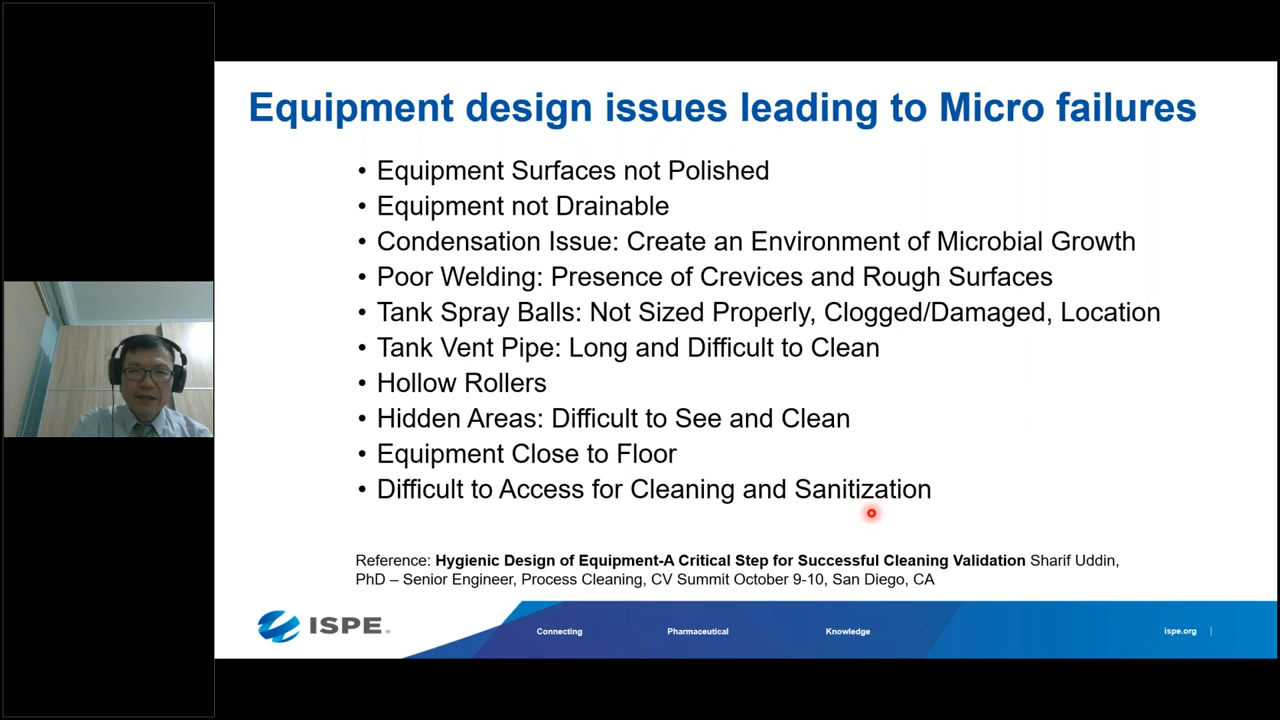 Equipment design issues leading to Micro failures
• Equipment Surfaces not Polished
• Equipment not Drainable
• Condensation Issue: Create an Environment of Microbial Growth
• Poor Welding: Presence of Crevices and Rough Surfaces
• Tank Spray Balls: Not Sized Properly, Clogged/Damaged, Location
• Tank Vent Pipe: Long and Difficult to Clean
• Hollow Rollers
• Hidden Areas: Difficult to See and Clean
• Equipment Close to Floor
• Difficult to Access for Cleaning and Sanitization
Reference: Hygienic Design of Equipment-A Critical Step for Successful Cleaning Validation Sharif Uddin,
PhD – Senior Engineer, Process Cleaning, CV Summit October 9-10, San Diego, CA
ISPE®
Connecting Pharmaceutical Knowledge ispe.org |